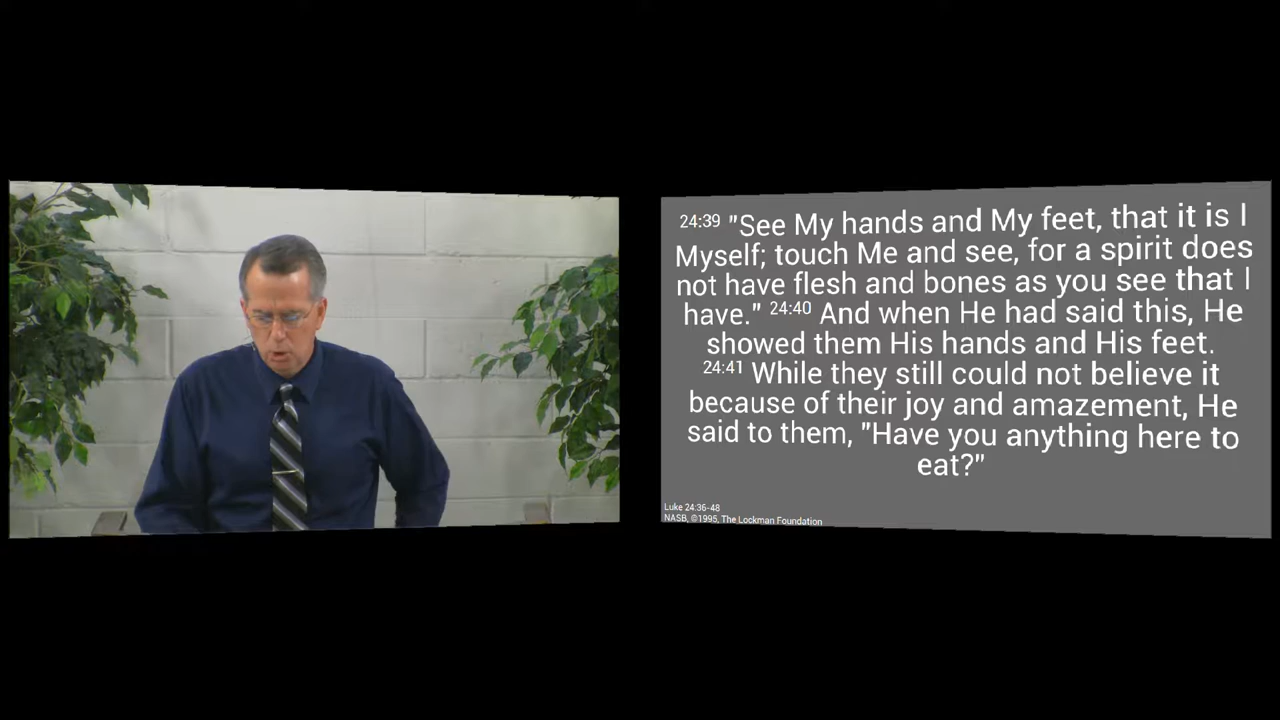 24:39 "See My hands and My feet, that it is I
Myself; touch Me and see, for a spirit does
not have flesh and bones as you see that I
have." 24:40 And when He had said this, He
showed them His hands and His feet.
24:41 While they still could not believe it
because of their joy and amazement, He
said to them, "Have you anything here to
eat?"
Luke 24:36-48
NASB, ©1995, The Lockman Foundation